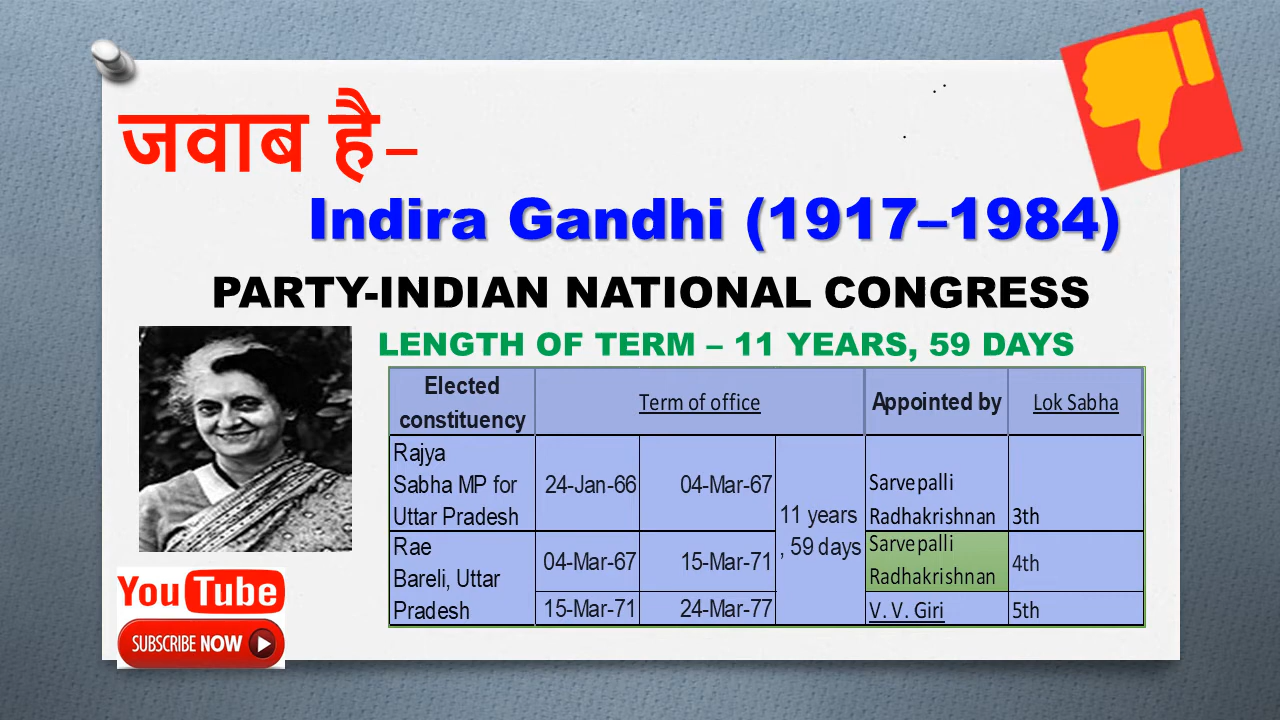 जवाब है–
Indira Gandhi (1917–1984)
PARTY-INDIAN NATIONAL CONGRESS
LENGTH OF TERM – 11 YEARS, 59 DAYS
Elected constituency Term of office Appointed by Lok Sabha
Rajya
Sabha MP for
Uttar Pradesh
24-Jan-66 04-Mar-67
11 years
, 59 days
Sarvepalli
Radhakrishnan
3th
Rae
Bareli, Uttar
Pradesh
04-Mar-67 15-Mar-71
Sarvepalli
Radhakrishnan
4th
15-Mar-71 24-Mar-77
V. V. Giri
5th
You Tube
SUBSCRIBE NOW